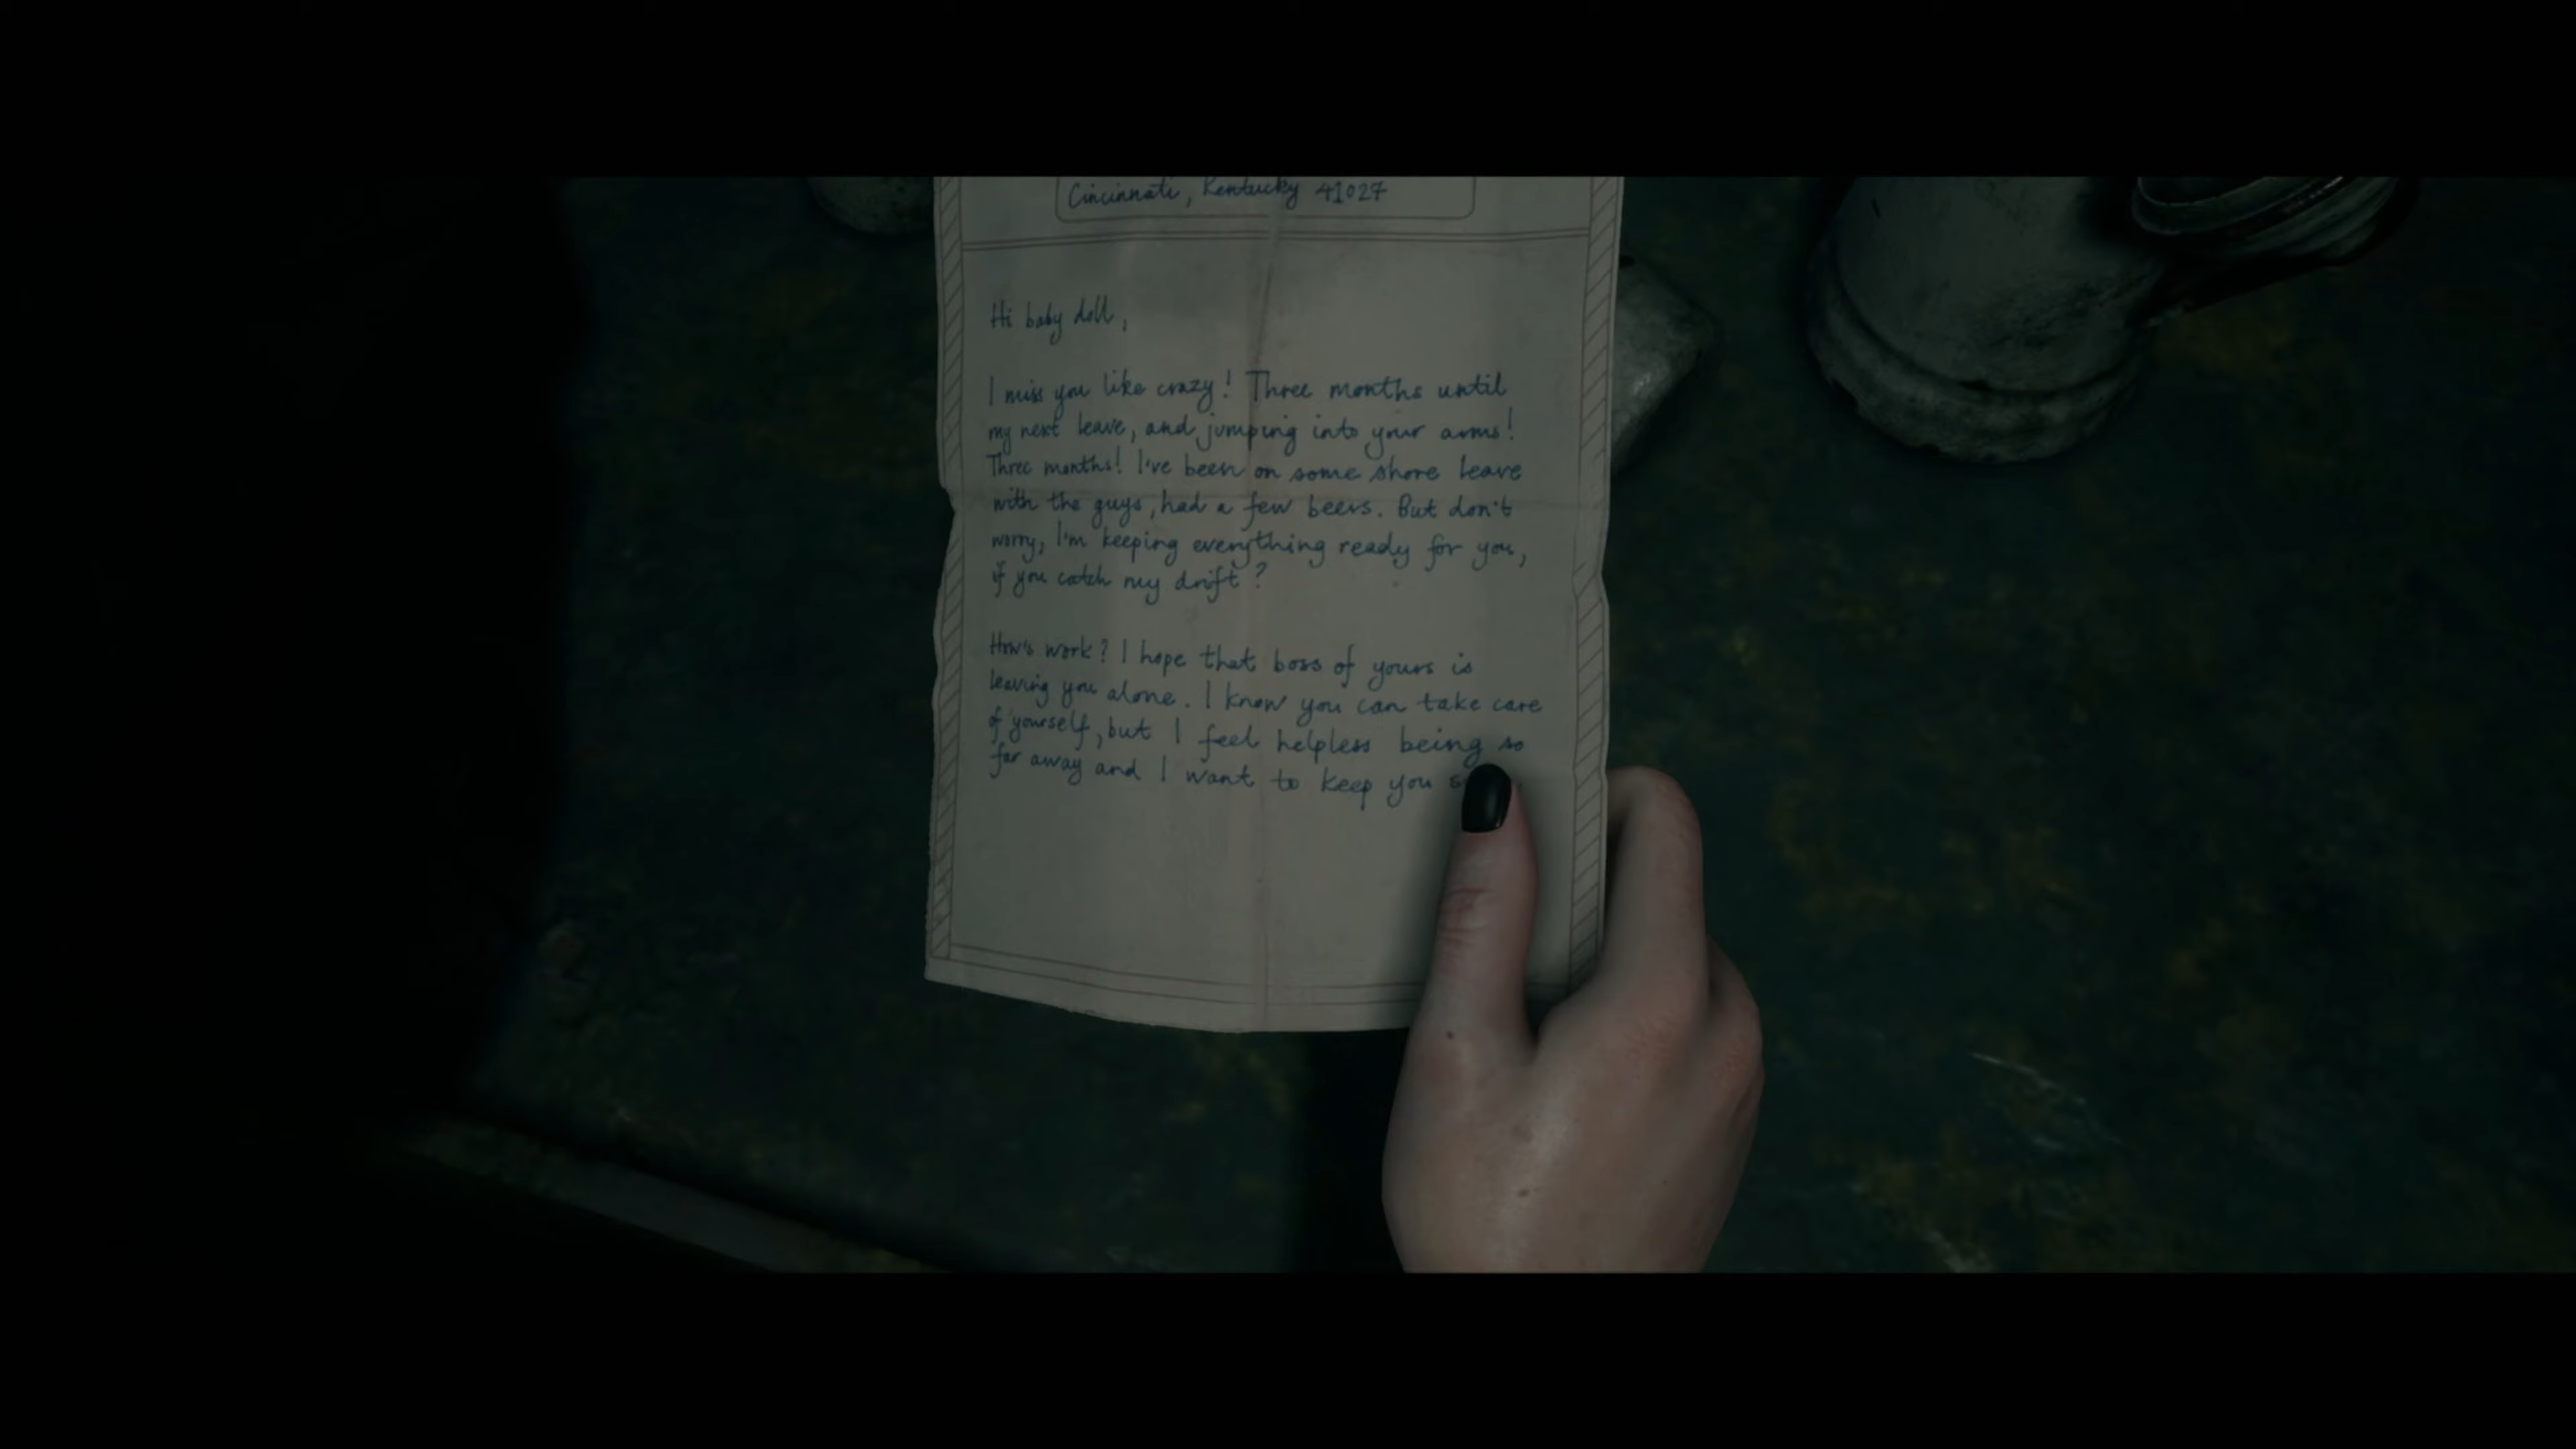 Cincinnati, Kentucky 41027
Hi baby doll,
I miss you like crazy! Three months until
my next leave, and jumping into your arms!
Three months! I've been on some shore leave
with the guys, had a few beers. But don't
worry, I'm keeping everything ready for you,
if you catch my drift?
How's work? I hope that boss of yours is
leaving you alone. I know you can take care
of yourself, but I feel helpless being so
far away and I want to keep you